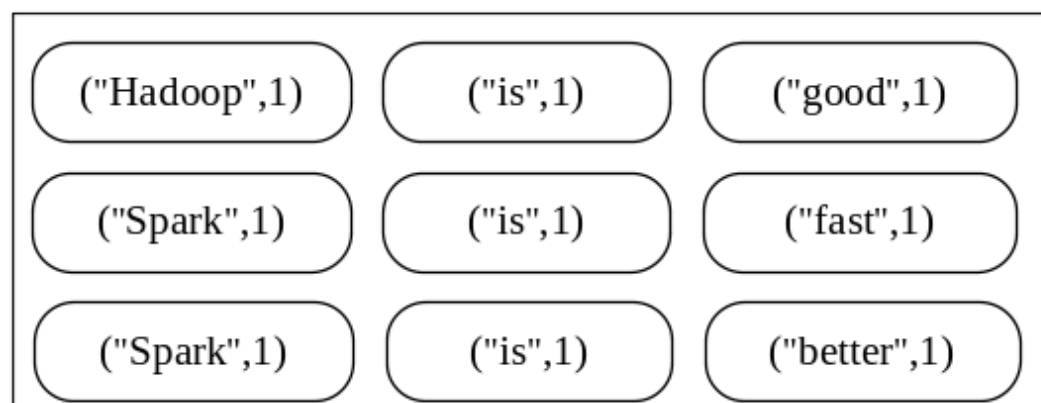 ("Hadoop",1) ("is",1) ("good",1)
("Spark",1) ("is",1) ("fast",1)
("Spark",1) ("is",1) ("better",1)